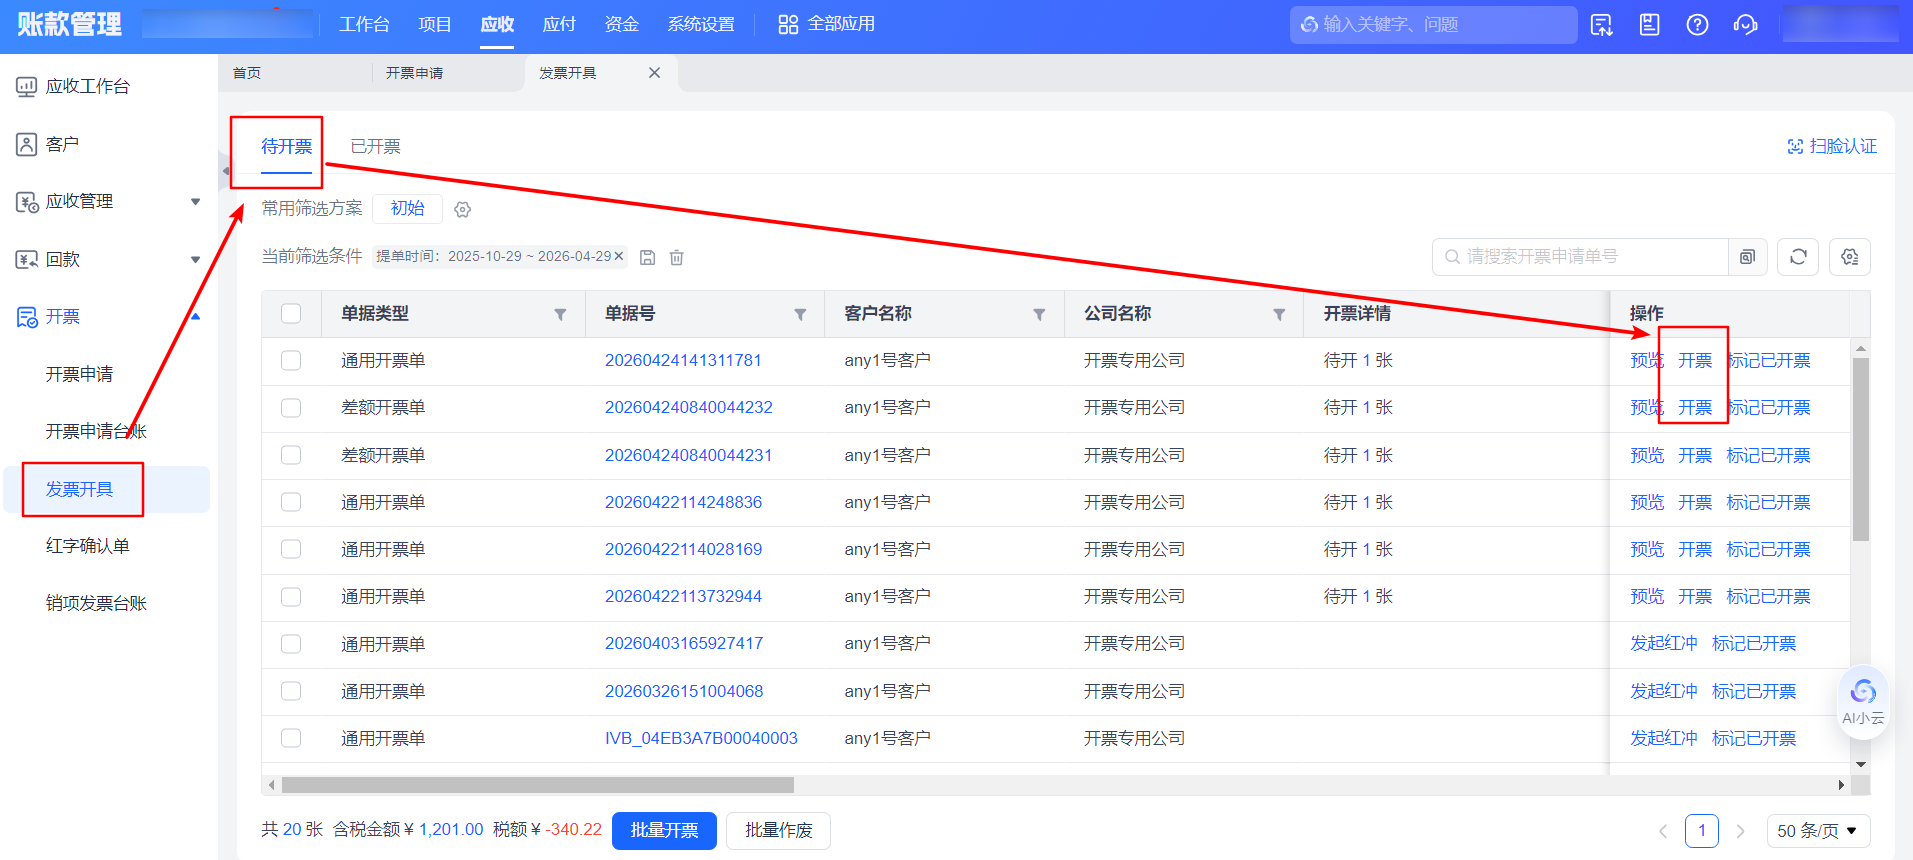 账款管理
工作台 项目 应收 应付 资金 系统设置 全部应用
输入关键字、问题
应收工作台
客户
应收管理
回款
开票
开票申请
开票申请台账
发票开具
红字确认单
销项发票台账
首页 开票申请 发票开具
待开票 已开票
扫脸认证
常用筛选方案 初始
当前筛选条件 提单时间：2025-10-29 ~ 2026-04-29
请搜索开票申请单号
单据类型 单据号 客户名称 公司名称 开票详情 操作
通用开票单 20260424141311781 any1号客户 开票专用公司 待开 1 张 预览 开票 标记已开票
差额开票单 202604240840044232 any1号客户 开票专用公司 待开 1 张 预览 开票 标记已开票
差额开票单 202604240840044231 any1号客户 开票专用公司 待开 1 张 预览 开票 标记已开票
通用开票单 20260422114248836 any1号客户 开票专用公司 待开 1 张 预览 开票 标记已开票
通用开票单 20260422114028169 any1号客户 开票专用公司 待开 1 张 预览 开票 标记已开票
通用开票单 20260422113732944 any1号客户 开票专用公司 待开 1 张 预览 开票 标记已开票
通用开票单 20260403165927417 any1号客户 开票专用公司 发起红冲 标记已开票
通用开票单 20260326151004068 any1号客户 开票专用公司 发起红冲 标记已开票
通用开票单 IVB_04EB3A7B00040003 any1号客户 开票专用公司 发起红冲 标记已开票
AI小云
共 20 张 含税金额 ¥ 1,201.00 税额 ¥ -340.22 批量开票 批量作废
1 50 条/页